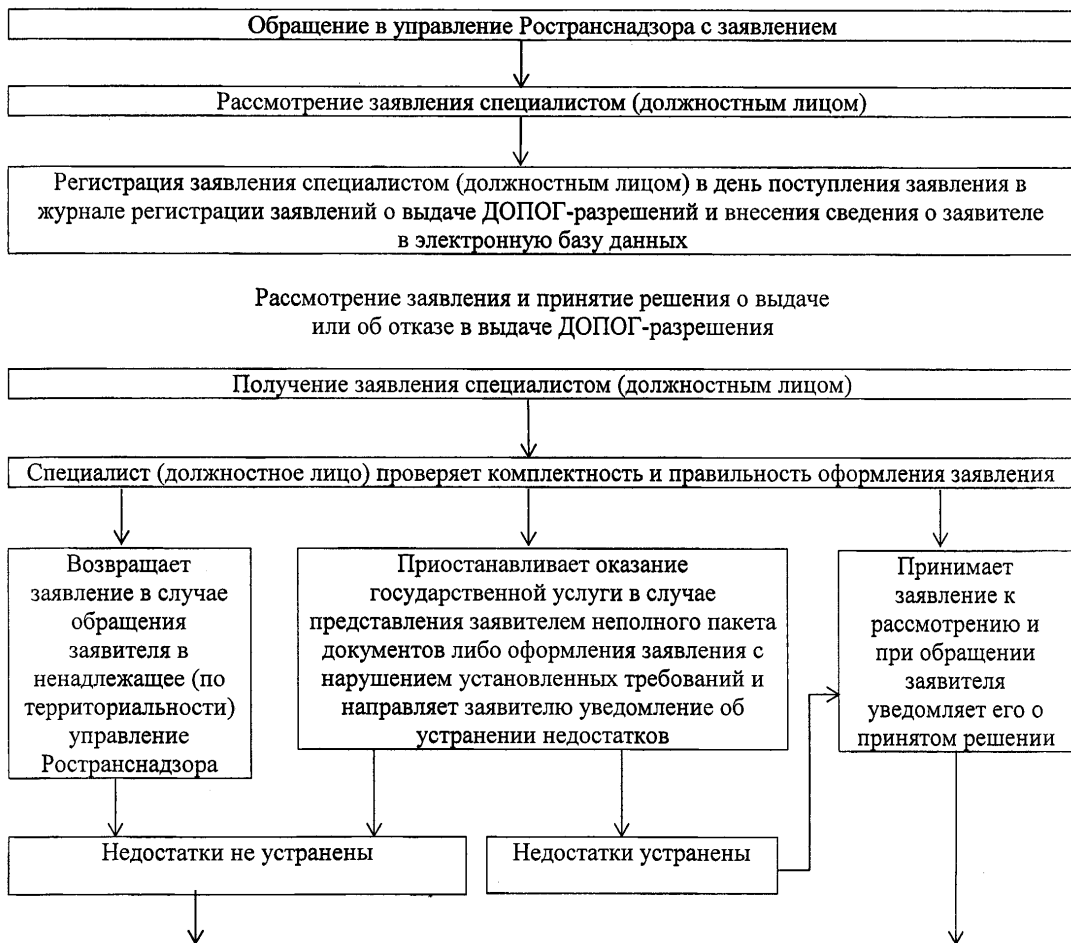 Обращение в управление Ространснадзора с заявлением
Рассмотрение заявления специалистом (должностным лицом)
Регистрация заявления специалистом (должностным лицом) в день поступления заявления в
журнале регистрации заявлений о выдаче ДОПОГ-разрешений и внесения сведения о заявителе
в электронную базу данных
Рассмотрение заявления и принятие решения о выдаче
или об отказе в выдаче ДОПОГ-разрешения
Получение заявления специалистом (должностным лицом)
Специалист (должностное лицо) проверяет комплектность и правильность оформления заявления
Возвращает
заявление в случае
обращения
заявителя в
ненадлежащее (по
территориальности)
управление
Ространснадзора
Приостанавливает оказание
государственной услуги в случае
представления заявителем неполного пакета
документов либо оформления заявления с
нарушением установленных требований и
направляет заявителю уведомление об
устранении недостатков
Принимает
заявление к
рассмотрению и
при обращении
заявителя
уведомляет его о
принятом решении
Недостатки не устранены
Недостатки устранены